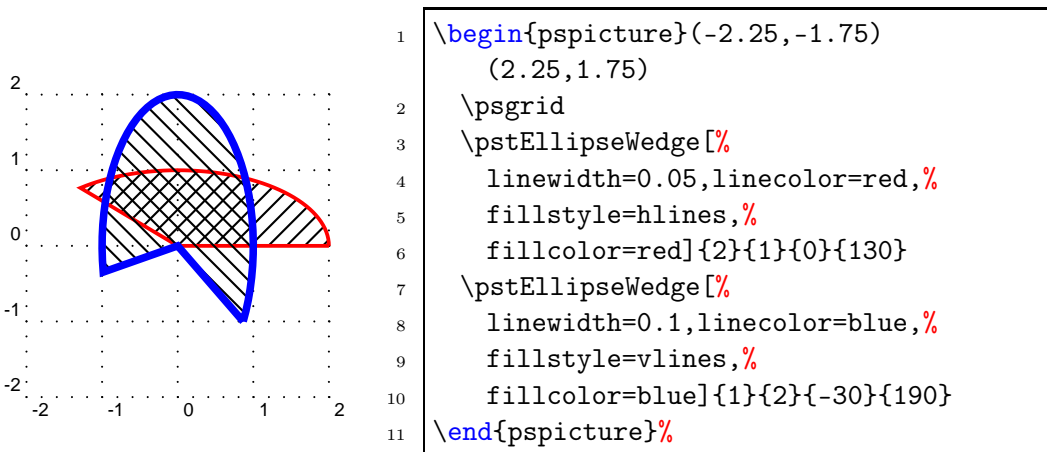 2
1
0
-1
-2
-2 -1 0 1 2
1 \begin{pspicture}(-2.25,-1.75)
(2.25,1.75)
2 \psgrid
3 \pstEllipseWedge[%
4 linewidth=0.05,linecolor=red,%
5 fillstyle=hlines,%
6 fillcolor=red]{2}{1}{0}{130}
7 \pstEllipseWedge[%
8 linewidth=0.1,linecolor=blue,%
9 fillstyle=vlines,%
10 fillcolor=blue]{1}{2}{-30}{190}
11 \end{pspicture}%